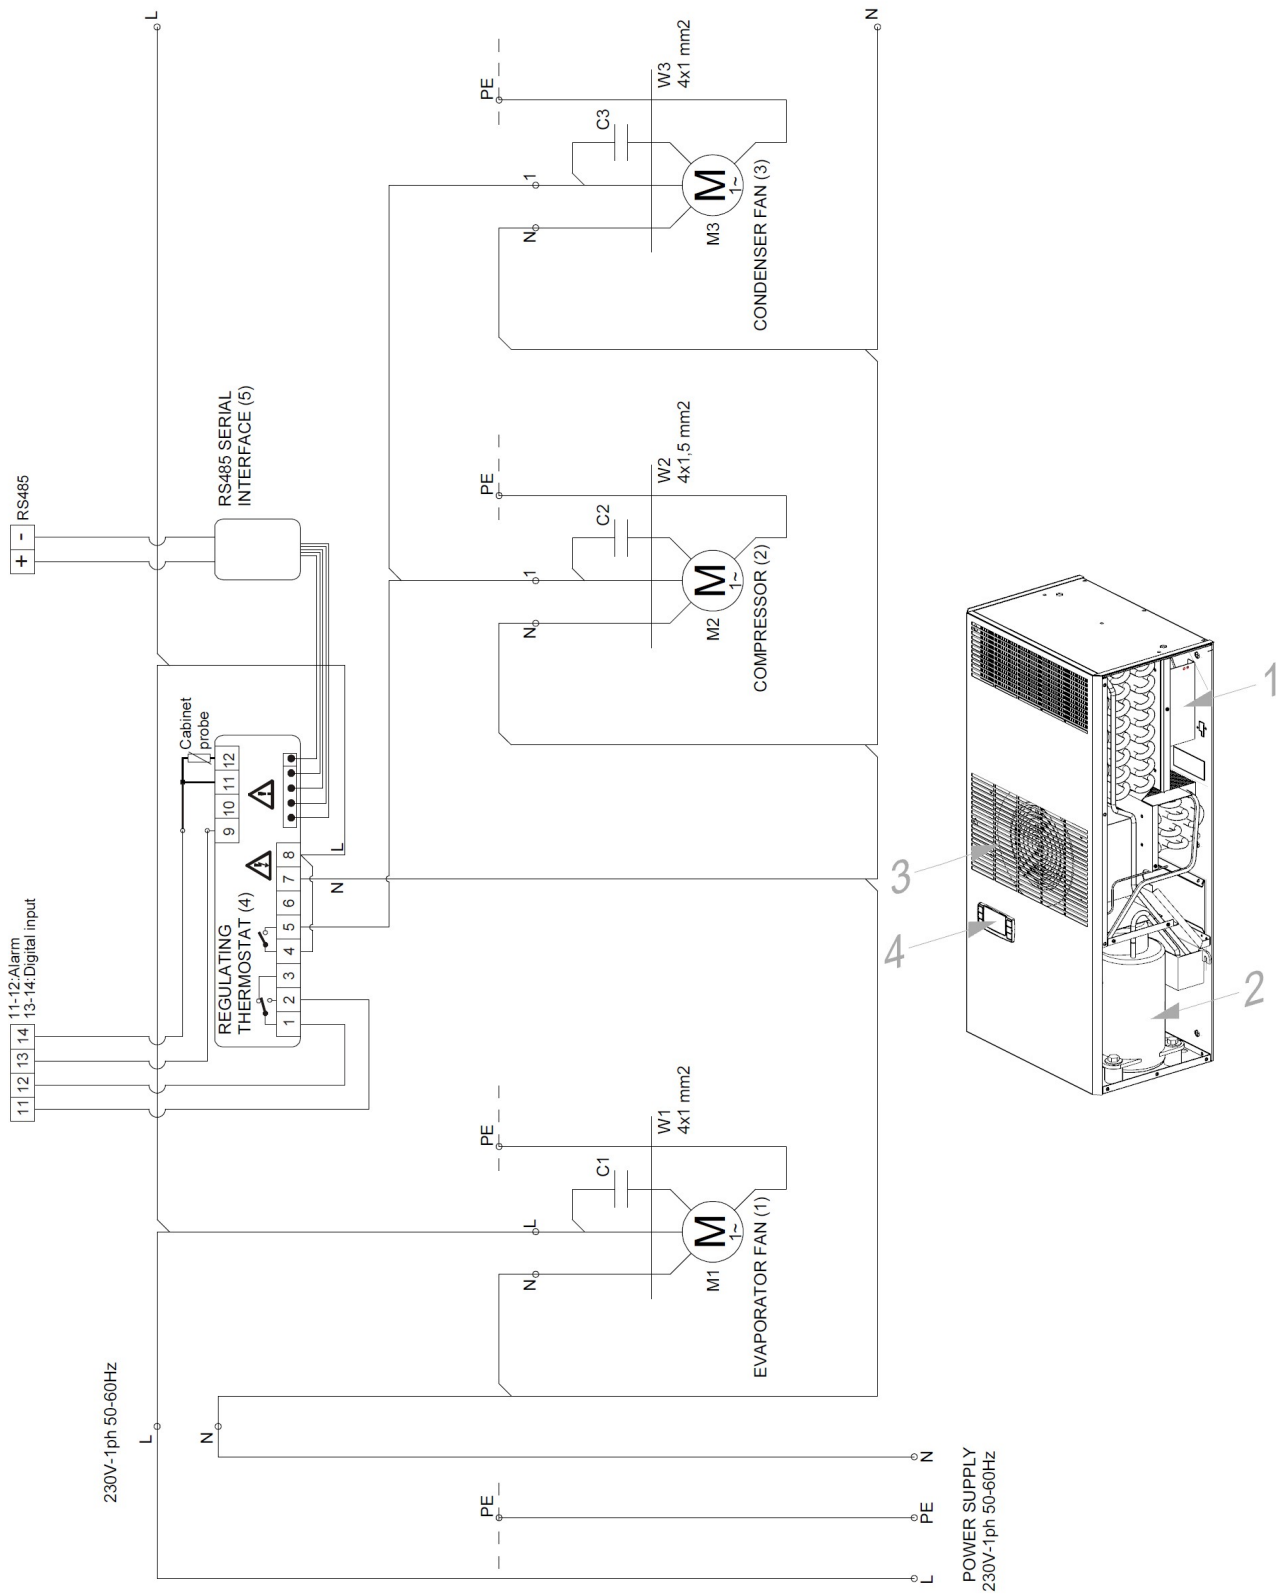 230V-1ph 50-60Hz
L
N
PE
L
PE
N
POWER SUPPLY
230V-1ph 50-60Hz
N
L
PE
C1
W1
4x1 mm2
M
1~
M1
EVAPORATOR FAN (1)
11 12 13 14
11-12:Alarm
13-14:Digital input
REGULATING
THERMOSTAT (4)
1 2 3 4 5 6 7 8
9 10 11 12
Cabinet
probe
N
L
+ -
RS485
RS485 SERIAL
INTERFACE (5)
N
1
PE
C2
W2
4x1,5 mm2
M
1~
M2
COMPRESSOR (2)
N
1
PE
C3
W3
4x1 mm2
M
1~
M3
CONDENSER FAN (3)
L
N
1
2
3
4